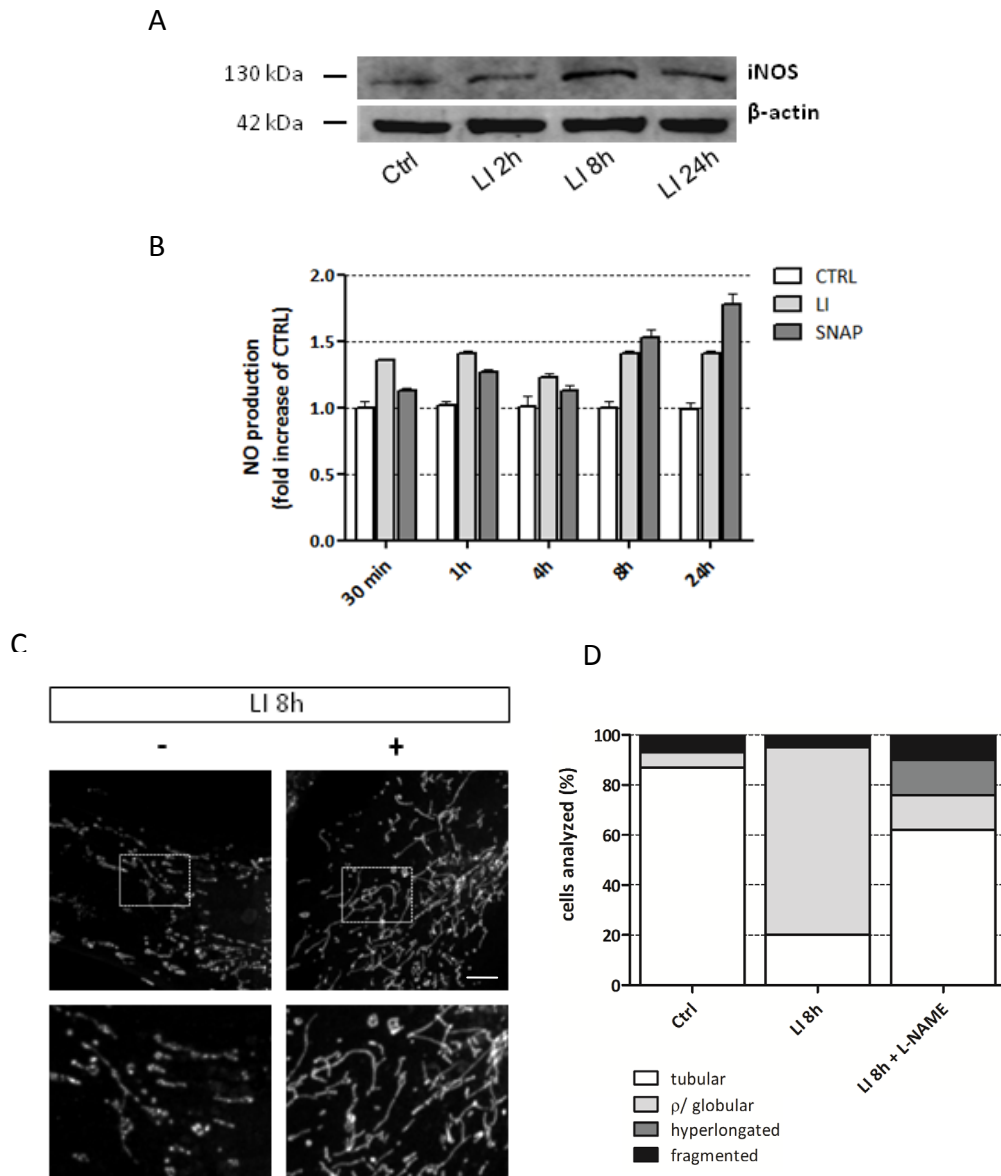 A
130 kDa
iNOS
42 kDa
β-actin
Ctrl
LI 2h
LI 8h
LI 24h
B
NO production
(fold increase of CTRL)
2.0
1.5
1.0
0.5
0.0
30 min
1h
4h
8h
24h
CTRL
LI
SNAP
C
LI 8h
-
+
D
cells analyzed (%)
100
80
60
40
20
0
Ctrl
LI 8h
LI 8h + L-NAME
tubular
ρ/ globular
hyperlongated
fragmented